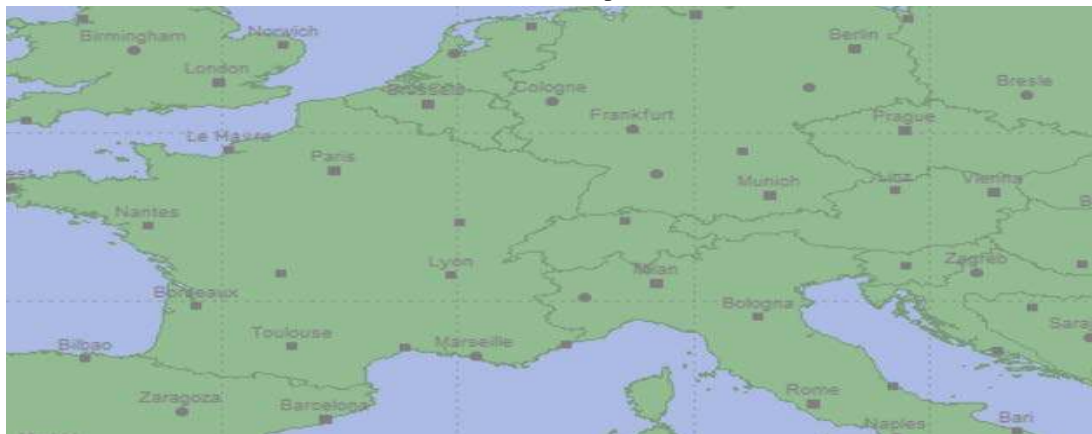 Birmingham
Norwich
Berlin
London
Brussels
Cologne
Bresle
Frankfurt
Prague
Le Havre
Paris
Munich
Linz
Vienna
Nantes
Lyon
Milan
Zagreb
Bordeaux
Bologna
Toulouse
Marseille
Bilbao
Sara
Zaragoza
Barcelona
Rome
Naples
Bari